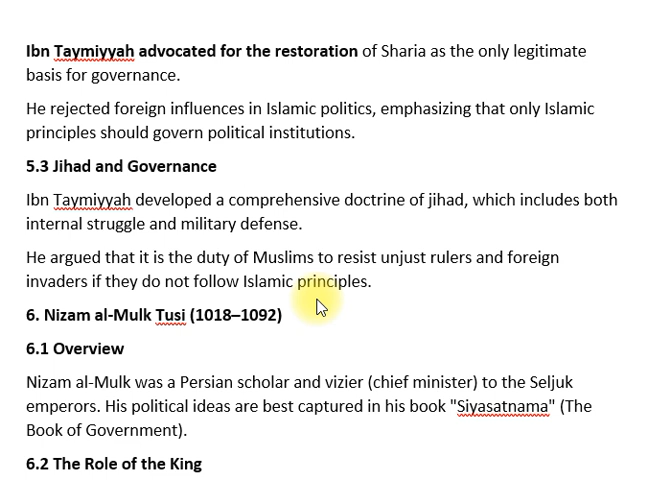 Ibn Taymiyyah advocated for the restoration of Sharia as the only legitimate
basis for governance.
He rejected foreign influences in Islamic politics, emphasizing that only Islamic
principles should govern political institutions.
5.3 Jihad and Governance
Ibn Taymiyyah developed a comprehensive doctrine of jihad, which includes both
internal struggle and military defense.
He argued that it is the duty of Muslims to resist unjust rulers and foreign
invaders if they do not follow Islamic principles.
6. Nizam al-Mulk Tusi (1018–1092)
6.1 Overview
Nizam al-Mulk was a Persian scholar and vizier (chief minister) to the Seljuk
emperors. His political ideas are best captured in his book "Siyasatnama" (The
Book of Government).
6.2 The Role of the King